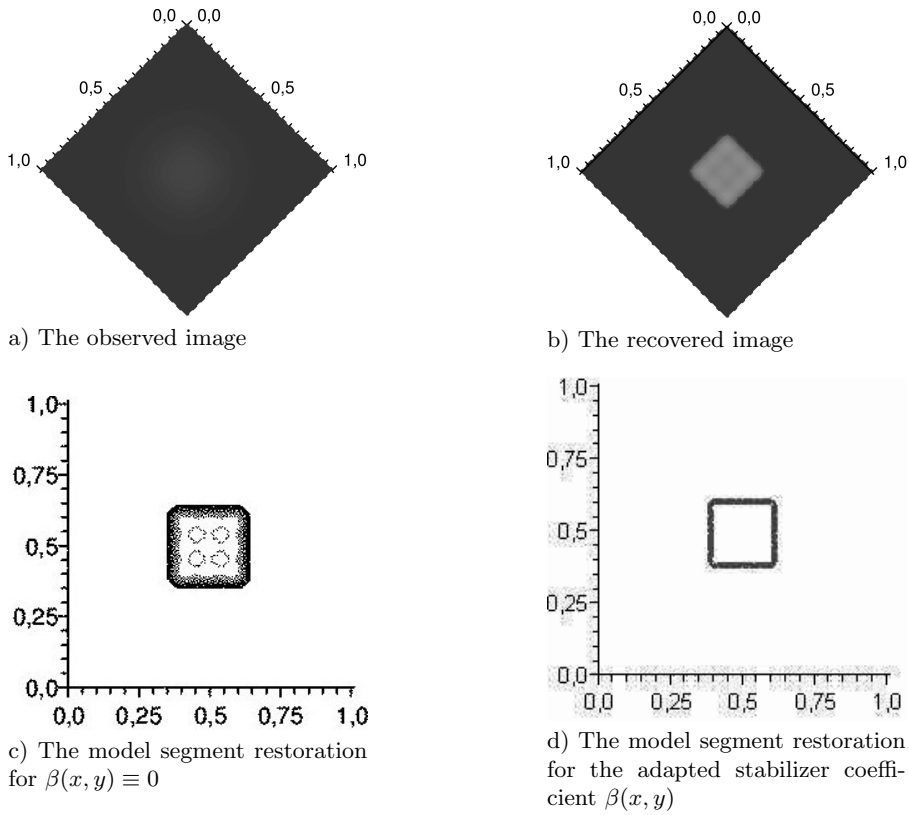 0,0 0,0
0,5 0,5
1,0 1,0
a) The observed image
0,0 0,0
0,5 0,5
1,0 1,0
b) The recovered image
1,0
0,75
0,5
0,25
0,0
0,0 0,25 0,5 0,75 1,0
c) The model segment restoration
for β(x, y) ≡ 0
1,0
0,75
0,5
0,25
0,0
0,0 0,25 0,5 0,75 1,0
d) The model segment restoration
for the adapted stabilizer coeffi-
cient β(x, y)